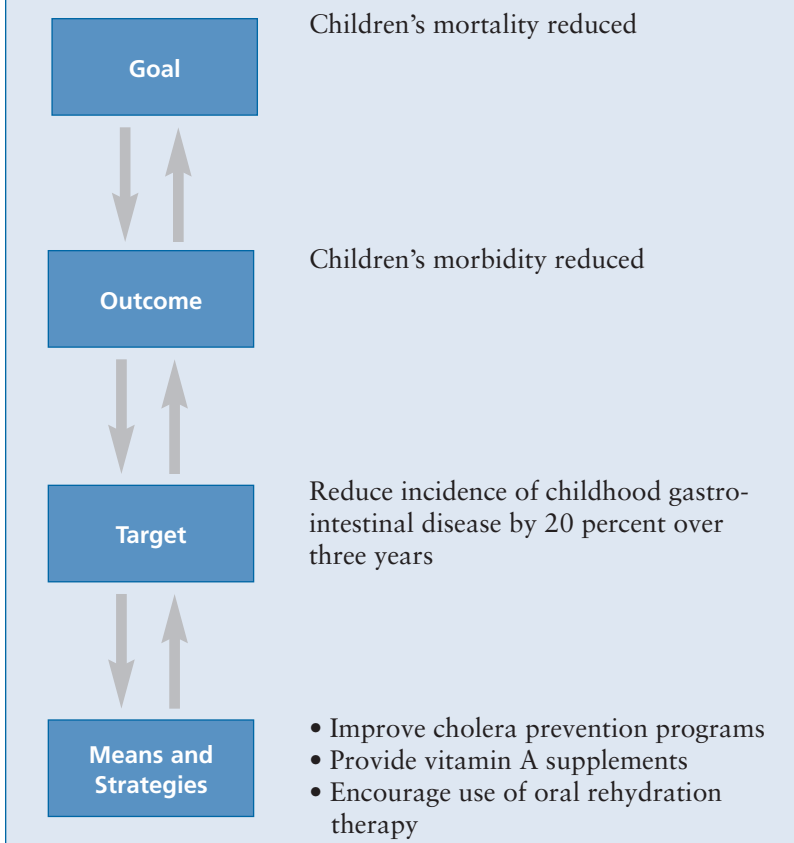 Children’s mortality reduced
Goal
Children’s morbidity reduced
Outcome
Reduce incidence of childhood gastro-
intestinal disease by 20 percent over
three years
Target
• Improve cholera prevention programs
• Provide vitamin A supplements
• Encourage use of oral rehydration
therapy
Means and
Strategies